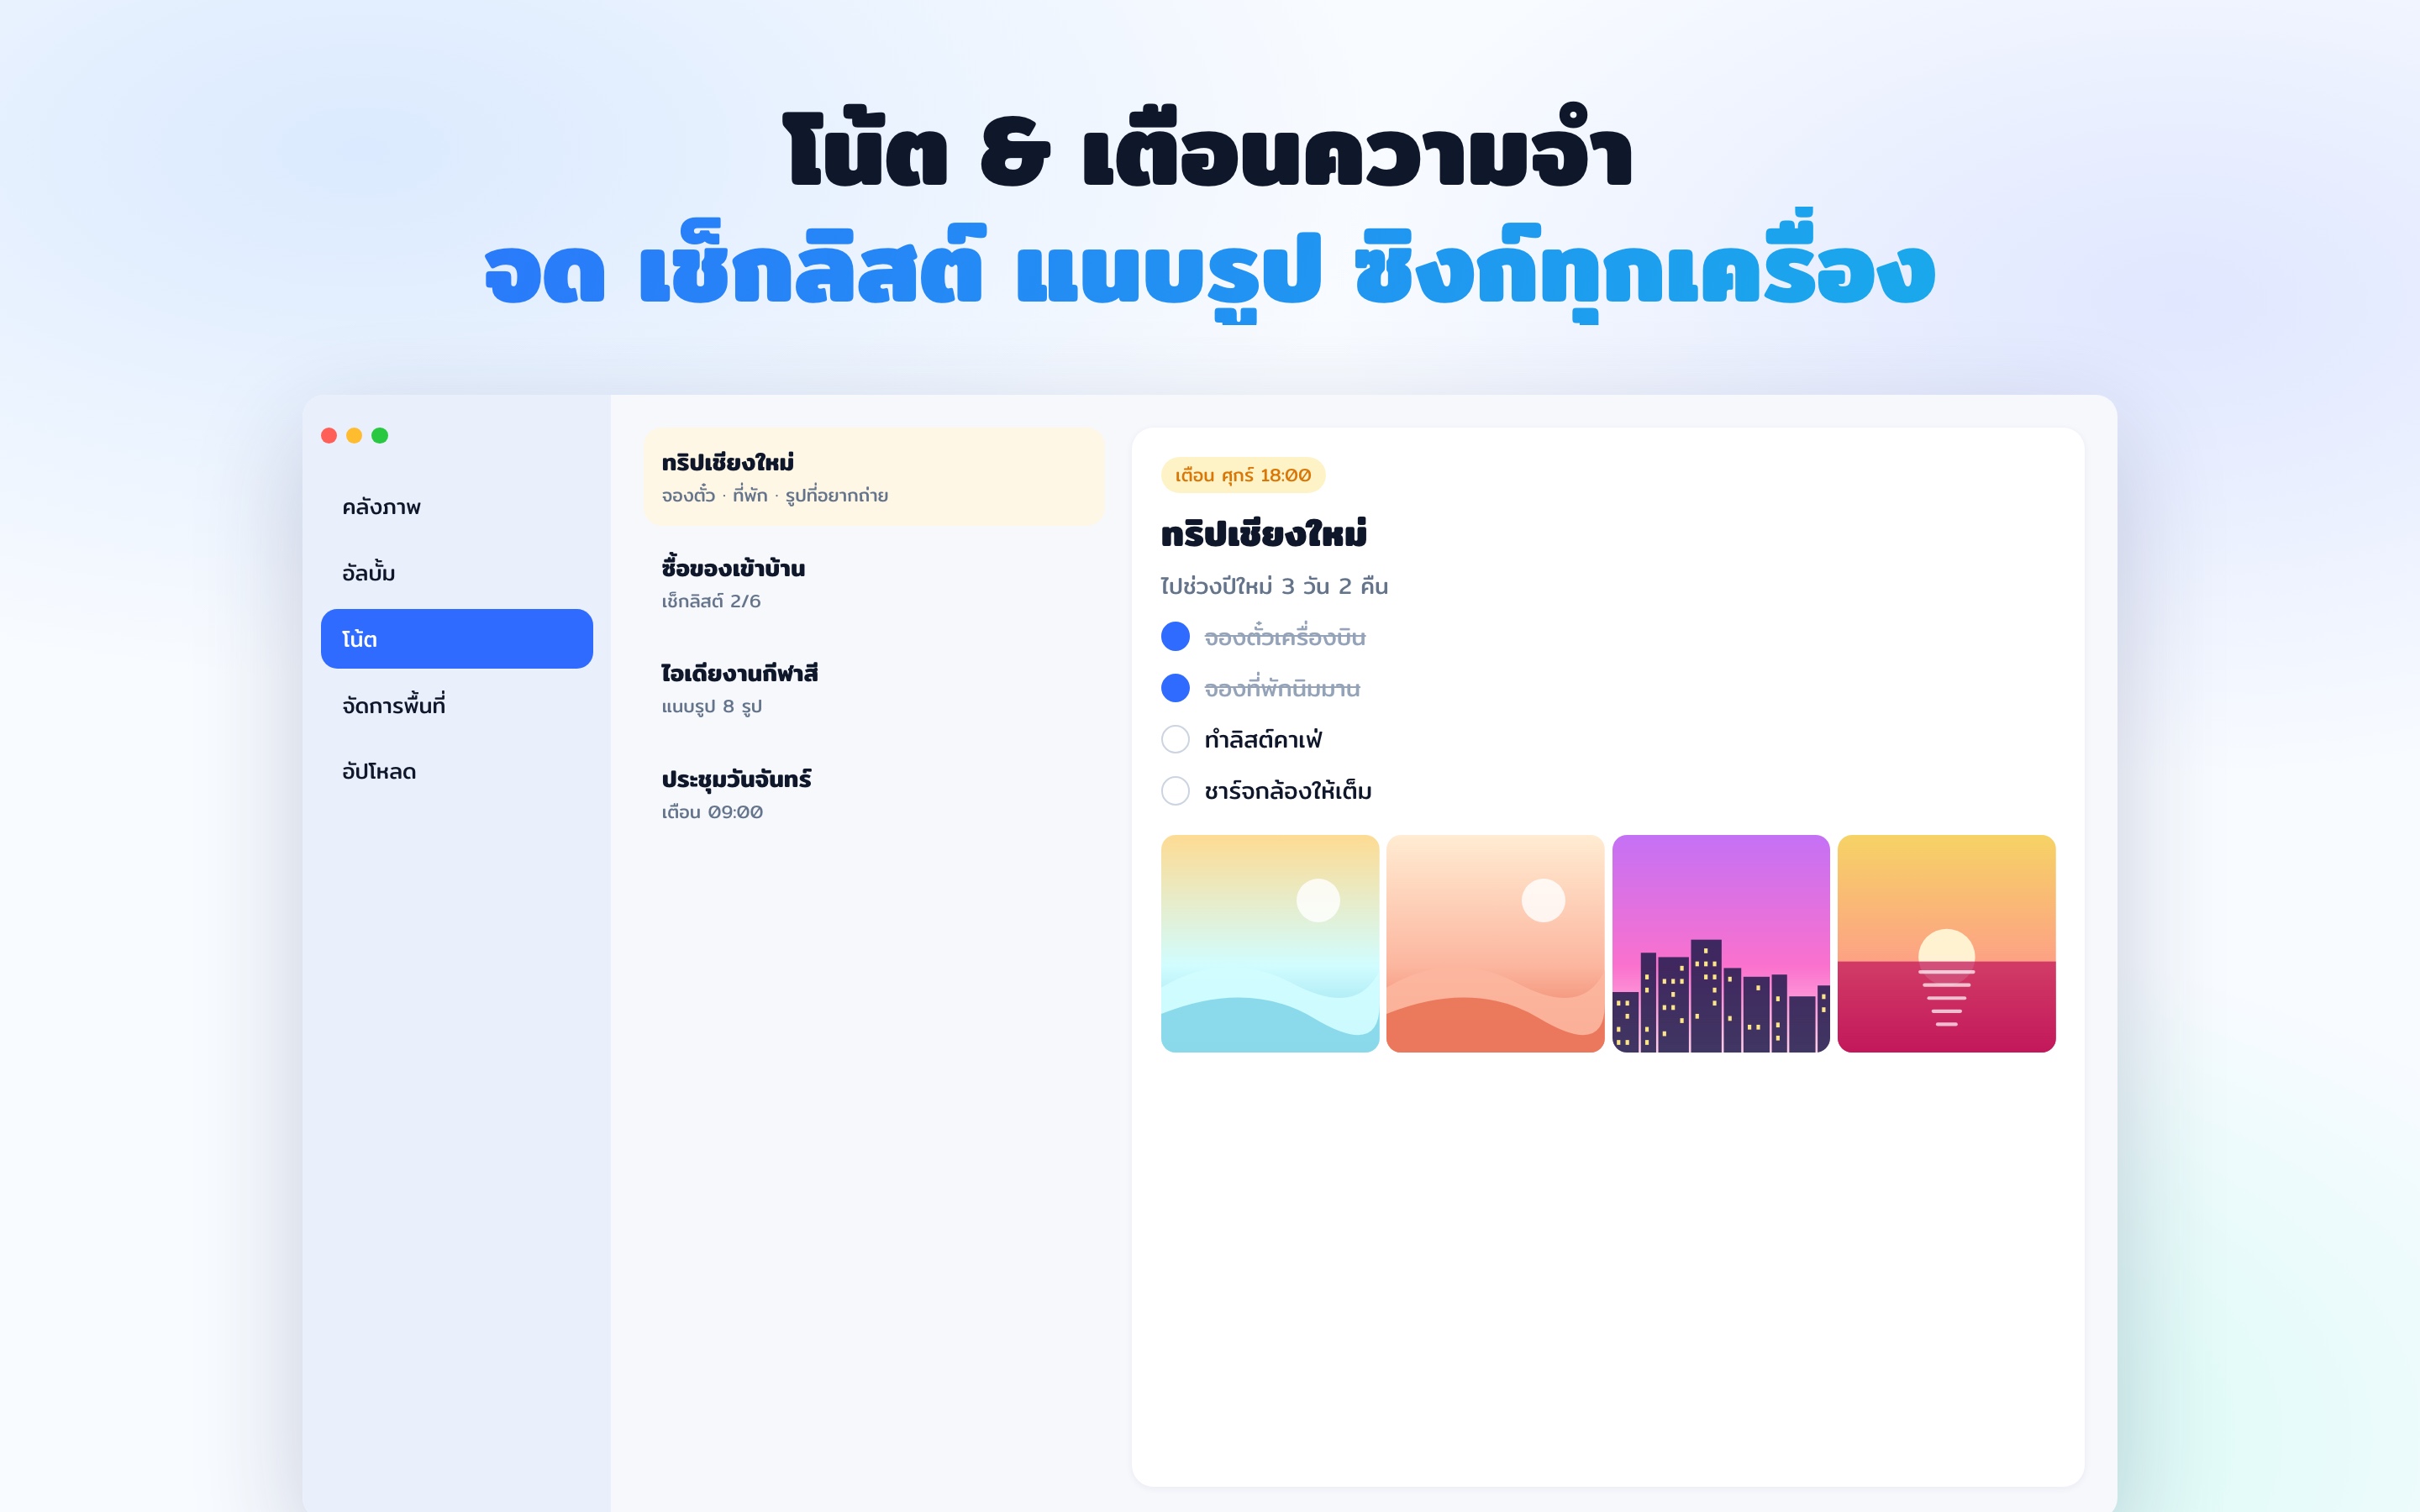 โน้ต & เตือนความจำ
จด เช็กลิสต์ แนบรูป ซิงก์ทุกเครื่อง
คลังภาพ
อัลบั้ม
โน้ต
จัดการพื้นที่
อัปโหลด
ทริปเชียงใหม่
จองตั๋ว · ที่พัก · รูปที่อยากถ่าย
ซื้อของเข้าบ้าน
เช็กลิสต์ 2/6
ไอเดียงานกีฬาสี
แนบรูป 8 รูป
ประชุมวันจันทร์
เตือน 09:00
เตือน ศุกร์ 18:00
ทริปเชียงใหม่
ไปช่วงปีใหม่ 3 วัน 2 คืน
จองตั๋วเครื่องบิน
จองที่พักนิมมาน
ทำลิสต์คาเฟ่
ชาร์จกล้องให้เต็ม